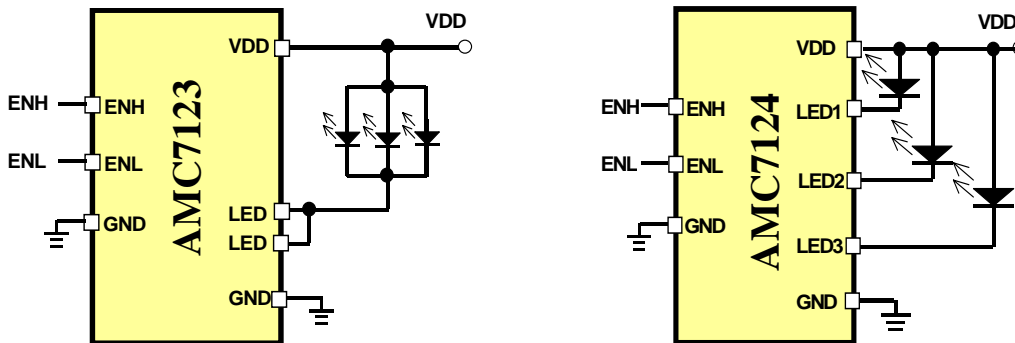 VDD
VDD
ENH
ENH
ENL
ENL
GND
LED
LED
GND
AMC7123
VDD
VDD
LED1
ENH
ENH
ENL
ENL
LED2
GND
LED3
GND
AMC7124